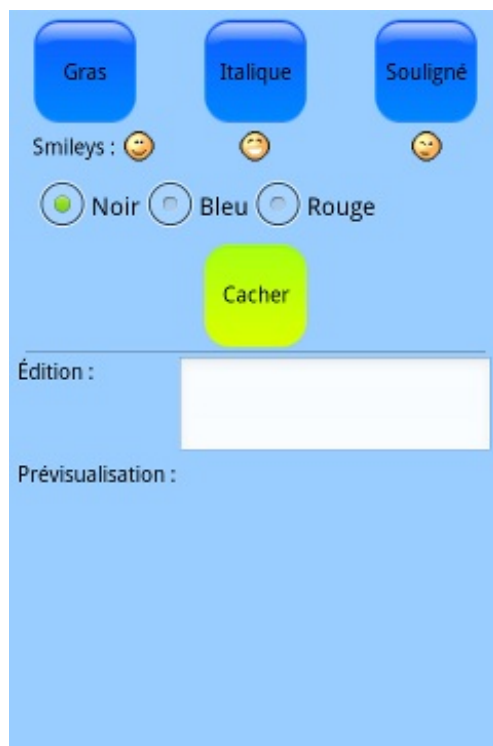 Gras Italique Souligné
Smileys :
Noir Bleu Rouge
Cacher
Édition :
Prévisualisation :